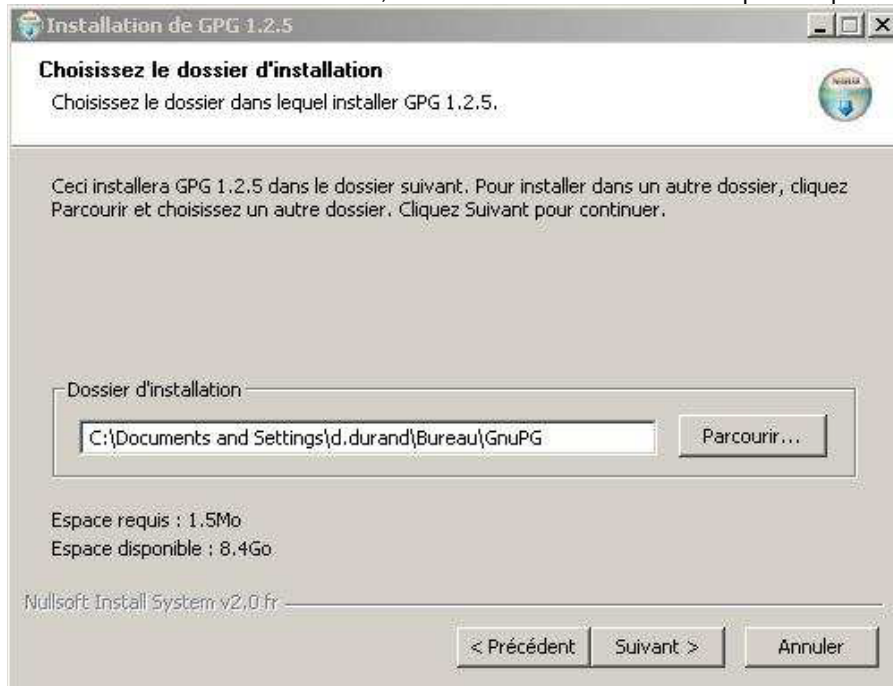 Installation de GPG 1.2.5
Choisissez le dossier d'installation
Choisissez le dossier dans lequel installer GPG 1.2.5.
Ceci installera GPG 1.2.5 dans le dossier suivant. Pour installer dans un autre dossier, cliquez
Parcourir et choisissez un autre dossier. Cliquez Suivant pour continuer.
Dossier d'installation
C:\Documents and Settings\d.durand\Bureau\GnuPG
Parcourir...
Espace requis : 1.5Mo
Espace disponible : 8.4Go
Nullsoft Install System v2.0 fr
< Précédent Suivant > Annuler